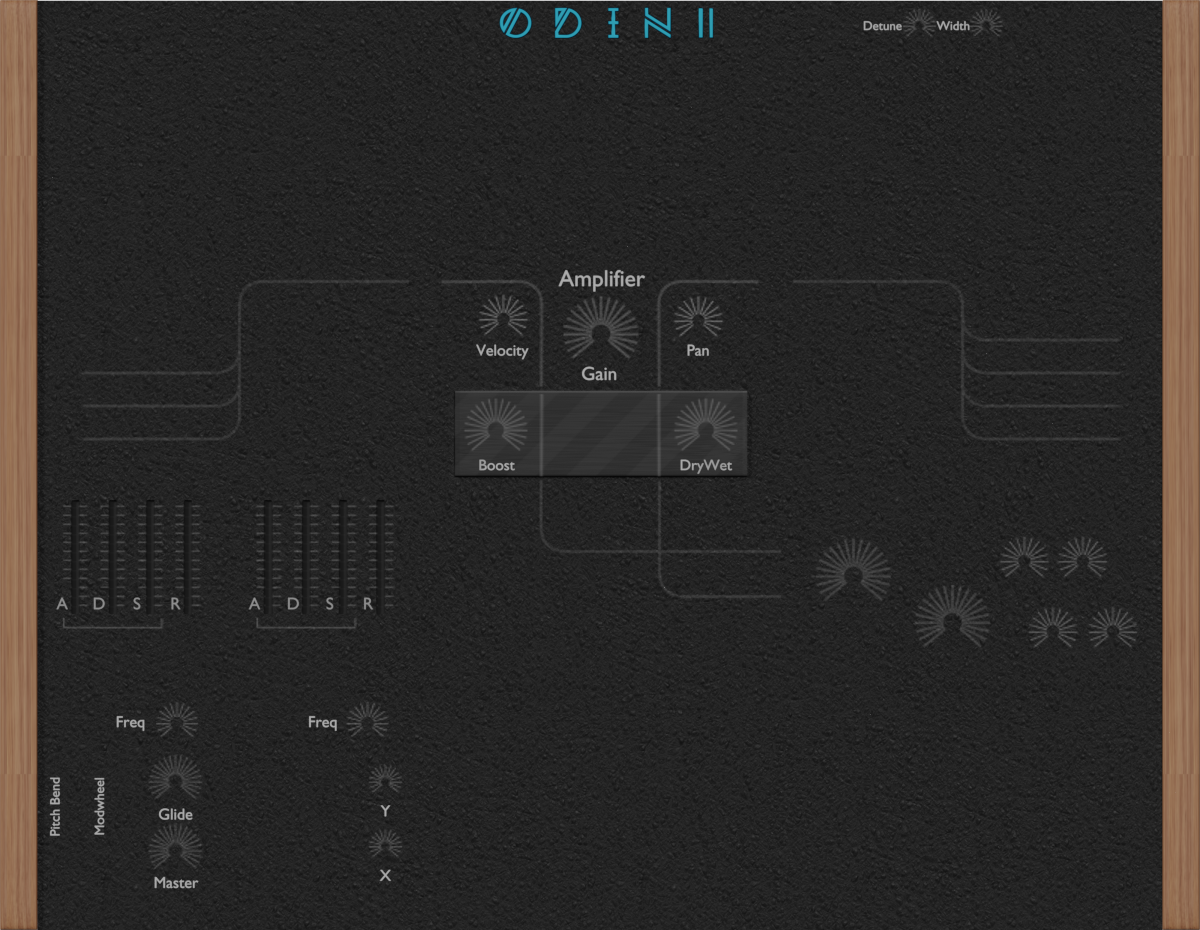 ODIN II
Detune Width
Amplifier
Velocity
Pan
Gain
Boost
DryWet
A D S R
A D S R
Freq
Freq
Pitch Bend
Modwheel
Glide
Y
Master
X